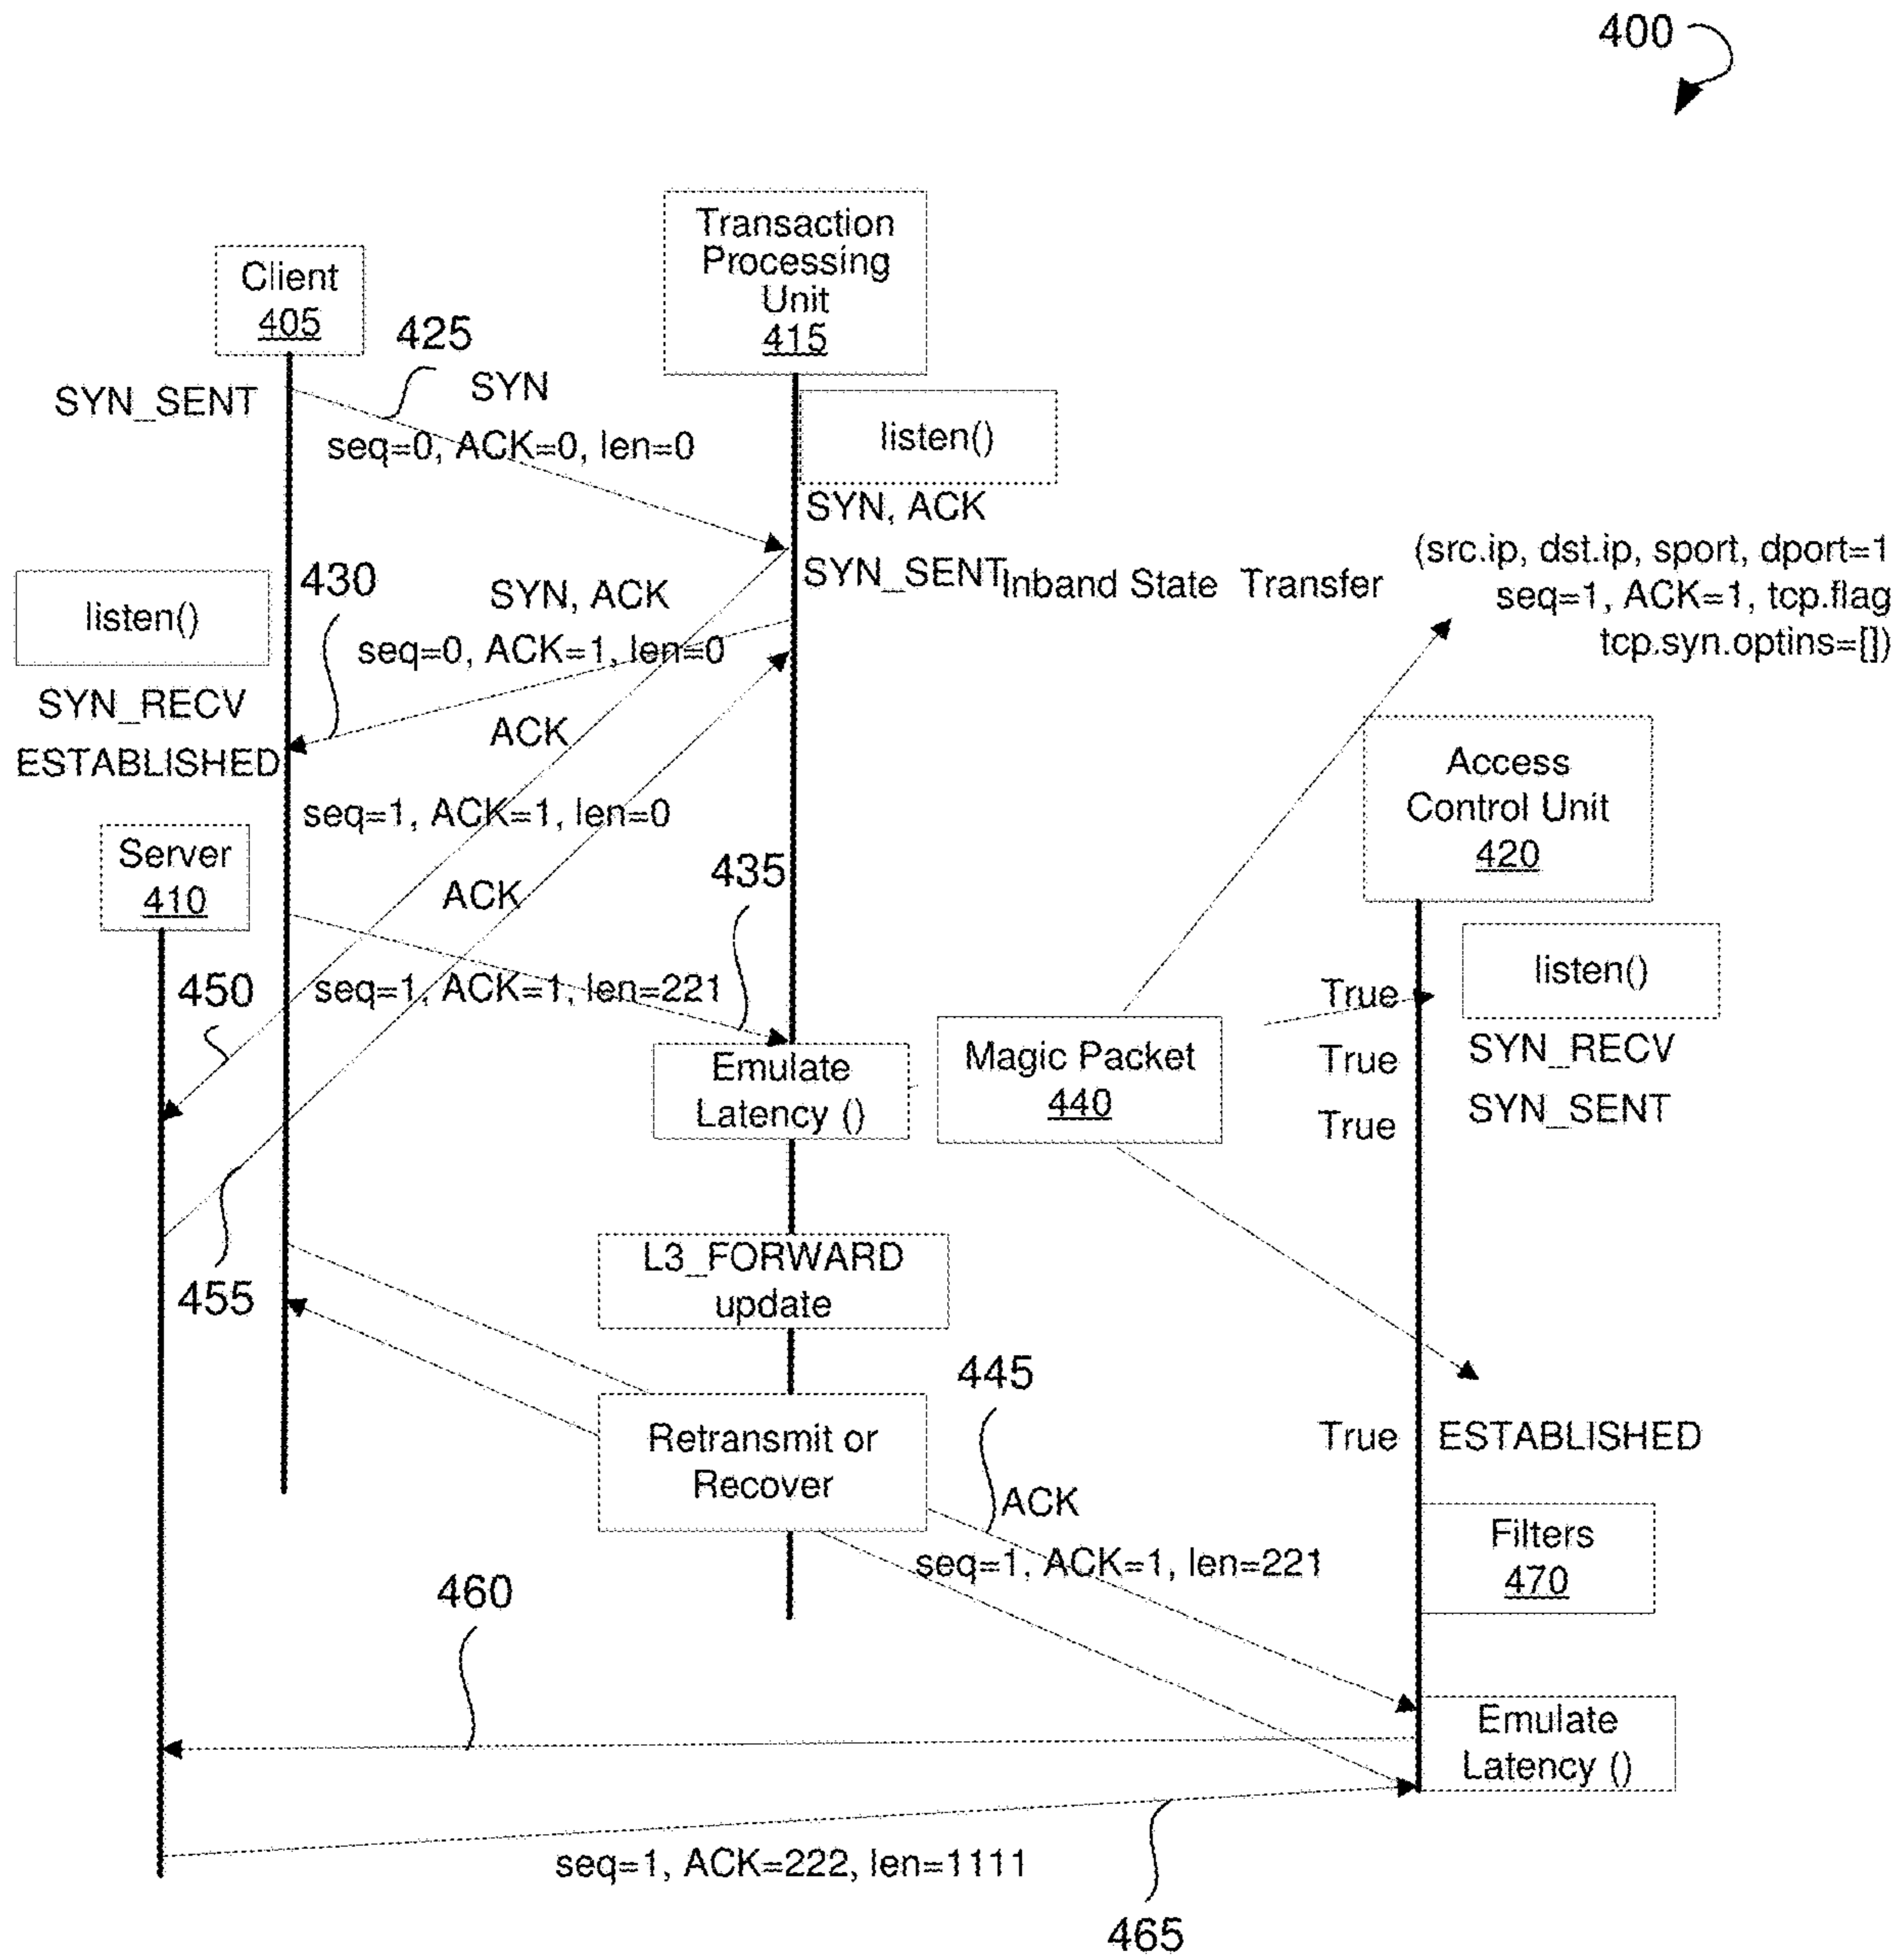 400
Transaction
Processing
Unit
415
Client
405
425
SYN
SYN_SENT
seq=0, ACK=0, len=0
listen()
SYN, ACK
(src.ip, dst.ip, sport, dport=1
seq=1, ACK=1, tcp.flag
tcp.syn.optins=[])
430
SYN_SENT
Inband State Transfer
SYN, ACK
listen()
seq=0, ACK=1, len=0
SYN_RECV
ACK
ESTABLISHED
Access
Control Unit
420
seq=1, ACK=1, len=0
Server
410
435
ACK
450
seq=1, ACK=1, len=221
True
listen()
Emulate
Latency ()
Magic Packet
440
True
SYN_RECV
True
SYN_SENT
455
L3_FORWARD
update
445
Retransmit or
Recover
True
ESTABLISHED
ACK
seq=1, ACK=1, len=221
Filters
470
460
Emulate
Latency ()
seq=1, ACK=222, len=1111
465